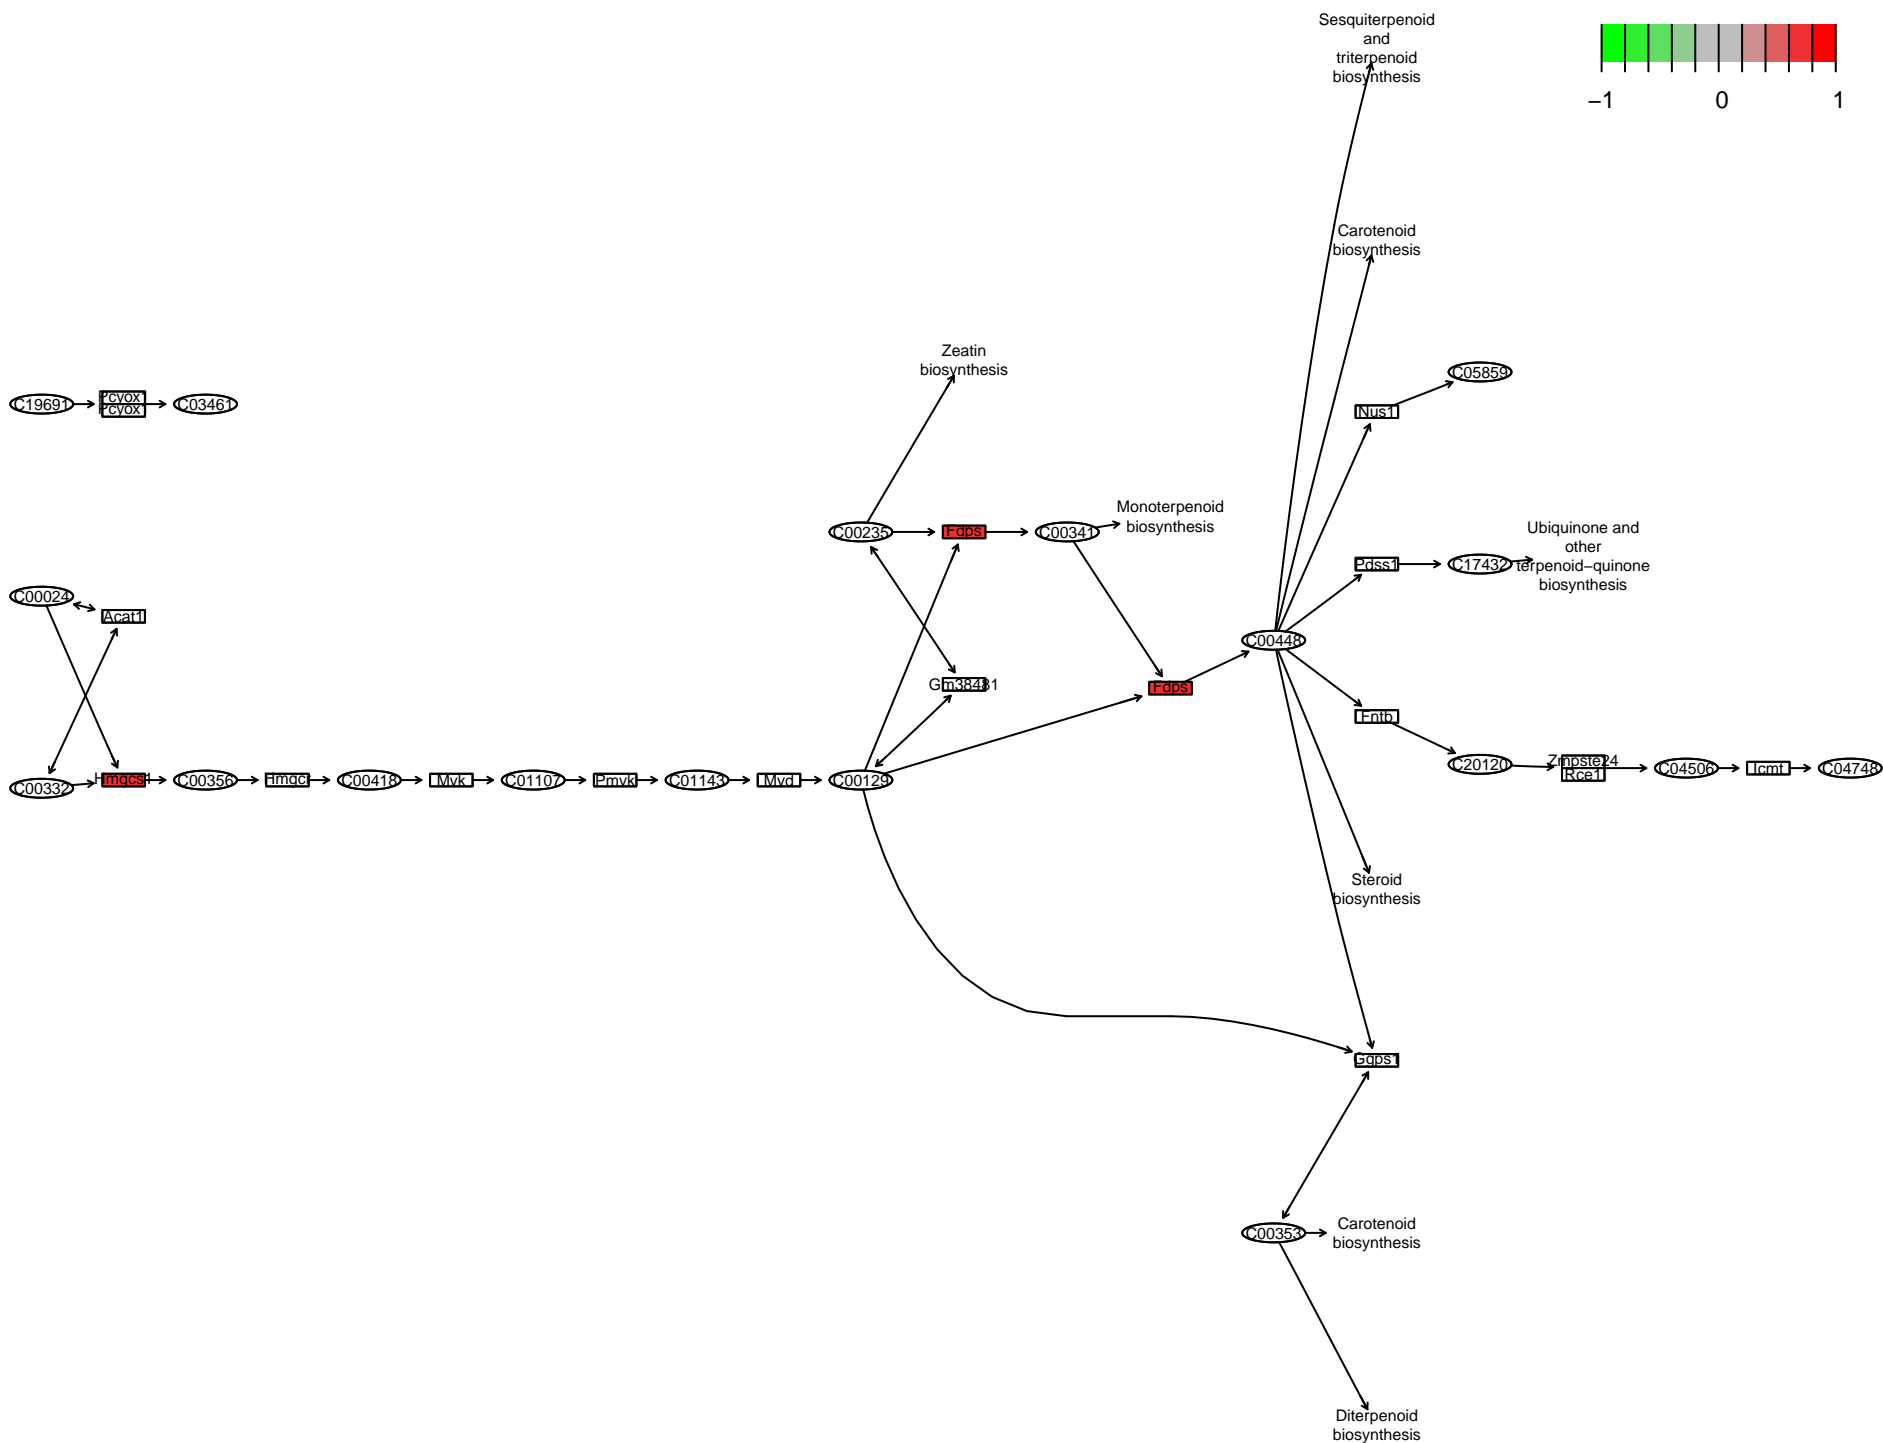 Sesquiterpenoid
and
triterpenoid
biosynthesis
−1 0 1
Carotenoid
biosynthesis
Zeatin
biosynthesis
C05859
C19691
Pcyox1
Pcyox1
C03461
Nus1
Monoterpenoid
biosynthesis
C00235
Fdps
C00341
Ubiquinone and
other
terpenoid−quinone
biosynthesis
Pdss1
C17432
C00024
Acat1
C00448
Gm38481
Fdps
Fntb
C00332
Hmgcs1
C00356
Hmgcr
C00418
Mvk
C01107
Pmvk
C01143
Mvd
C00129
C20120
Zmpste24
Rce1
C04506
Icmt
C04748
Steroid
biosynthesis
Ggps1
C00353
Carotenoid
biosynthesis
Diterpenoid
biosynthesis